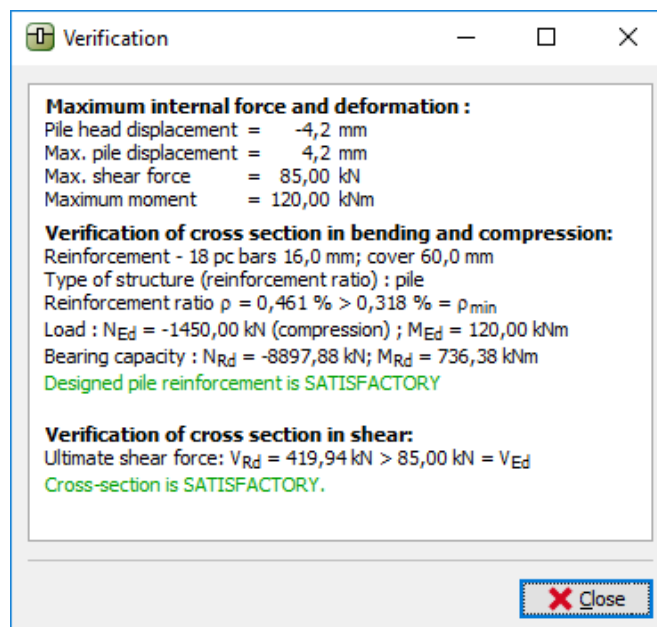 Verification
Maximum internal force and deformation :
Pile head displacement = -4,2 mm
Max. pile displacement = 4,2 mm
Max. shear force = 85,00 kN
Maximum moment = 120,00 kNm
Verification of cross section in bending and compression:
Reinforcement - 18 pc bars 16,0 mm; cover 60,0 mm
Type of structure (reinforcement ratio) : pile
Reinforcement ratio ρ = 0,461 % > 0,318 % = ρmin
Load : NEd = -1450,00 kN (compression) ; MEd = 120,00 kNm
Bearing capacity : NRd = -8897,88 kN; MRd = 736,38 kNm
Designed pile reinforcement is SATISFACTORY
Verification of cross section in shear:
Ultimate shear force: VRd = 419,94 kN > 85,00 kN = VEd
Cross-section is SATISFACTORY.
Close